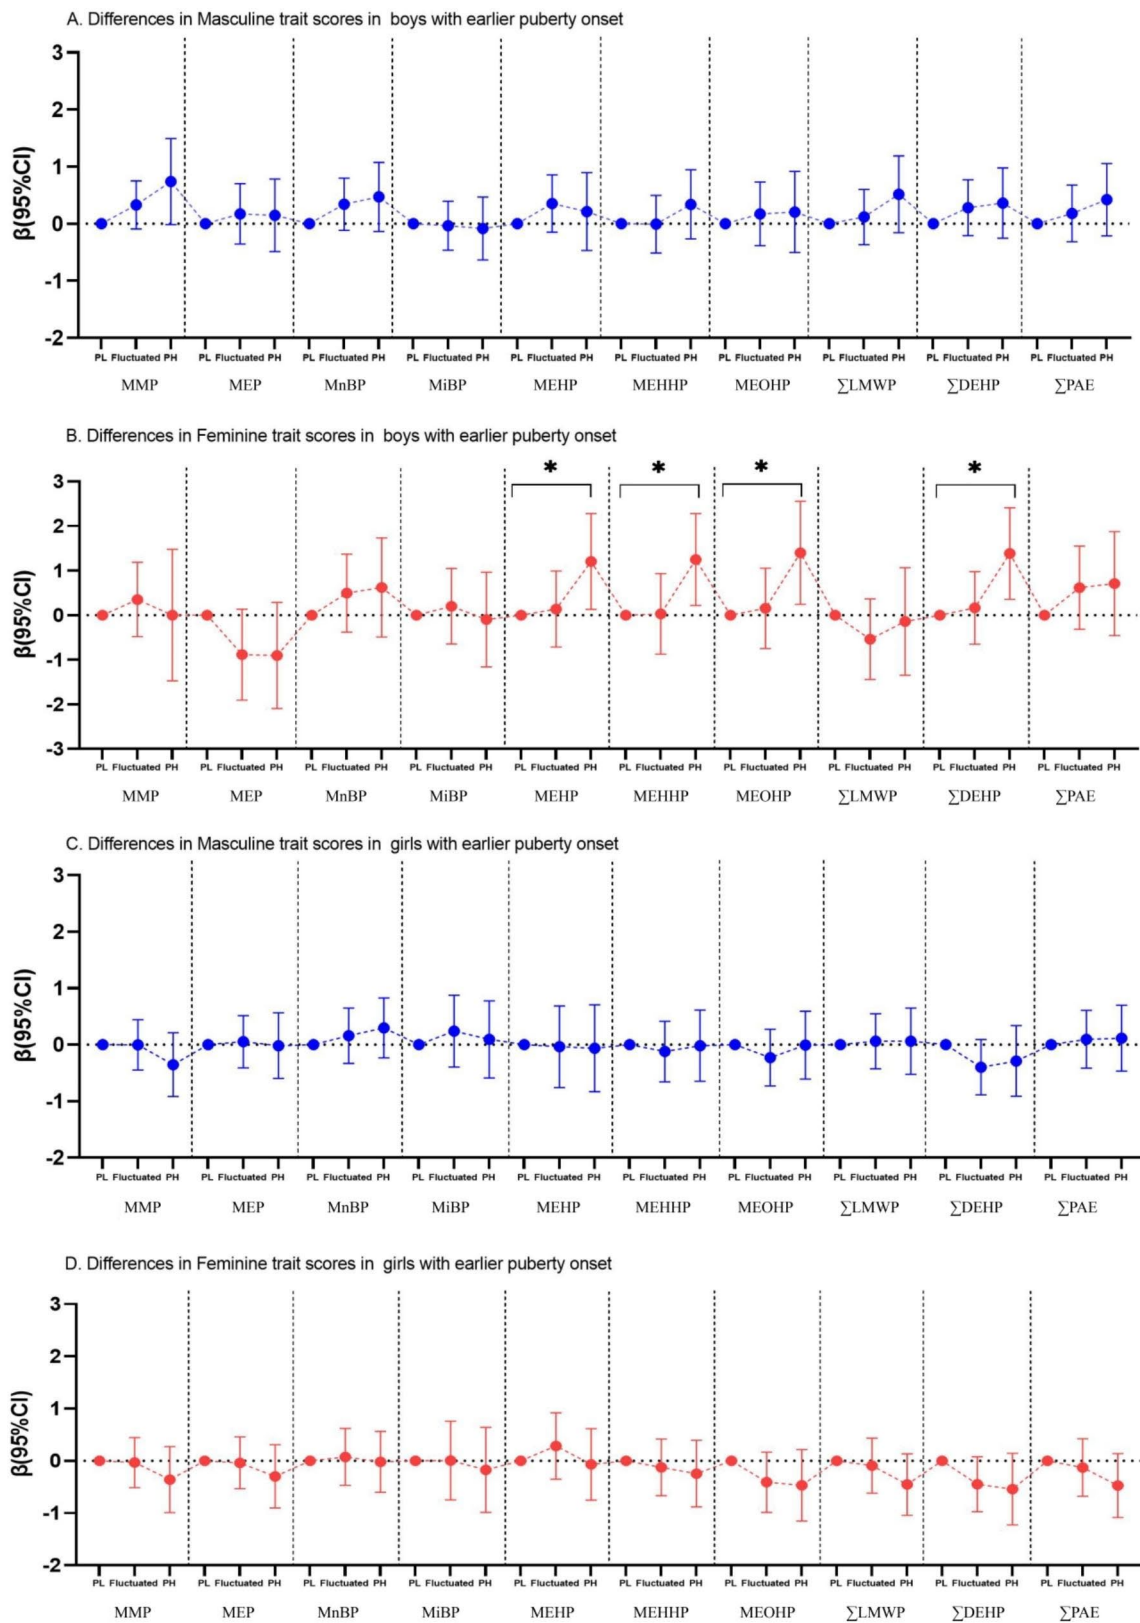 A. Differences in Masculine trait scores in boys with earlier puberty onset
β(95%CI)
3
2
1
0
-1
-2
PL Fluctuated PH PL Fluctuated PH PL Fluctuated PH PL Fluctuated PH PL Fluctuated PH PL Fluctuated PH PL Fluctuated PH PL Fluctuated PH PL Fluctuated PH PL Fluctuated PH
MMP MEP MnBP MiBP MEHP MEHHP MEOHP ∑LMWP ∑DEHP ∑PAE
B. Differences in Feminine trait scores in boys with earlier puberty onset
β(95%CI)
* * * *
3
2
1
0
-1
-2
-3
PL Fluctuated PH PL Fluctuated PH PL Fluctuated PH PL Fluctuated PH PL Fluctuated PH PL Fluctuated PH PL Fluctuated PH PL Fluctuated PH PL Fluctuated PH PL Fluctuated PH
MMP MEP MnBP MiBP MEHP MEHHP MEOHP ∑LMWP ∑DEHP ∑PAE
C. Differences in Masculine trait scores in girls with earlier puberty onset
β(95%CI)
3
2
1
0
-1
-2
PL Fluctuated PH PL Fluctuated PH PL Fluctuated PH PL Fluctuated PH PL Fluctuated PH PL Fluctuated PH PL Fluctuated PH PL Fluctuated PH PL Fluctuated PH PL Fluctuated PH
MMP MEP MnBP MiBP MEHP MEHHP MEOHP ∑LMWP ∑DEHP ∑PAE
D. Differences in Feminine trait scores in girls with earlier puberty onset
β(95%CI)
3
2
1
0
-1
-2
PL Fluctuated PH PL Fluctuated PH PL Fluctuated PH PL Fluctuated PH PL Fluctuated PH PL Fluctuated PH PL Fluctuated PH PL Fluctuated PH PL Fluctuated PH PL Fluctuated PH
MMP MEP MnBP MiBP MEHP MEHHP MEOHP ∑LMWP ∑DEHP ∑PAE